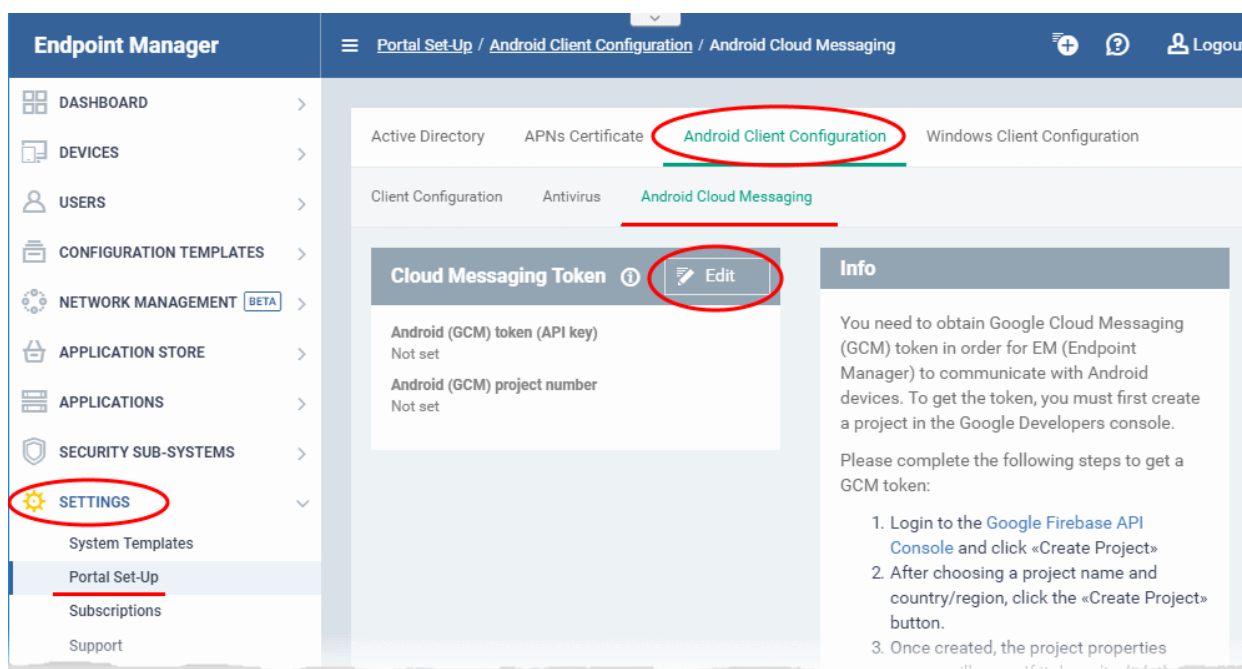 Endpoint Manager
Portal Set-Up / Android Client Configuration / Android Cloud Messaging
Logou
DASHBOARD
DEVICES
USERS
CONFIGURATION TEMPLATES
NETWORK MANAGEMENT BETA
APPLICATION STORE
APPLICATIONS
SECURITY SUB-SYSTEMS
SETTINGS
System Templates
Portal Set-Up
Subscriptions
Support
Active Directory APNs Certificate Android Client Configuration Windows Client Configuration
Client Configuration Antivirus Android Cloud Messaging
Cloud Messaging Token Edit
Android (GCM) token (API key)
Not set
Android (GCM) project number
Not set
Info
You need to obtain Google Cloud Messaging
(GCM) token in order for EM (Endpoint
Manager) to communicate with Android
devices. To get the token, you must first create
a project in the Google Developers console.
Please complete the following steps to get a
GCM token:
1. Login to the Google Firebase API
Console and click «Create Project»
2. After choosing a project name and
country/region, click the «Create Project»
button.
3. Once created, the project properties